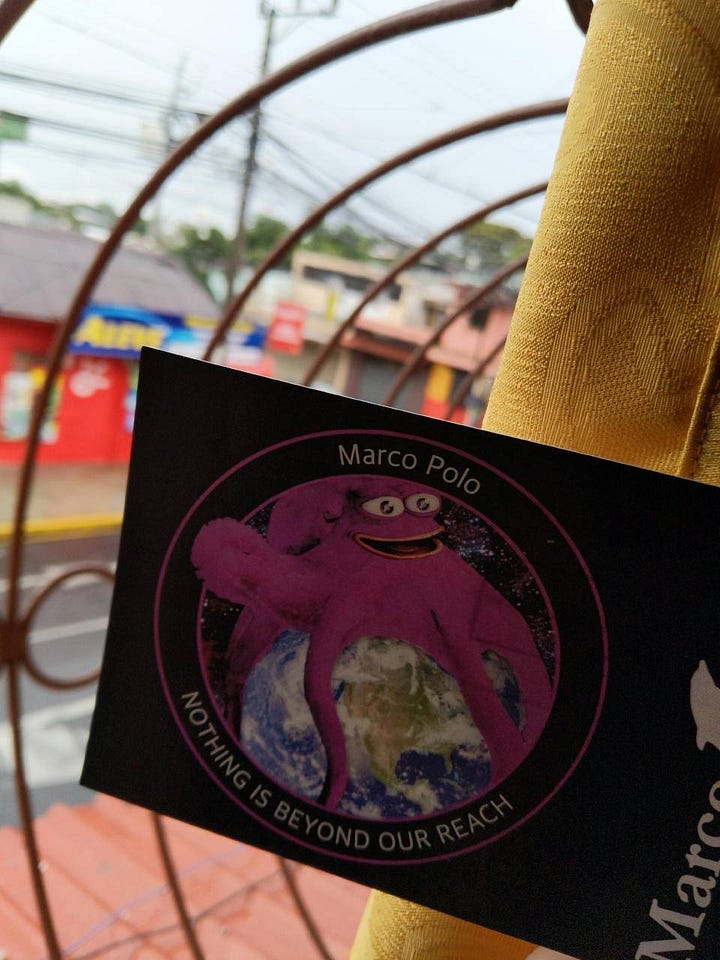 Marco Polo
NOTHING IS BEYOND OUR REACH
Marco